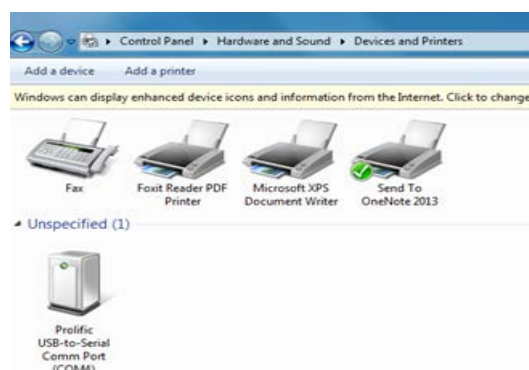 Control Panel ▸ Hardware and Sound ▸ Devices and Printers
Add a device Add a printer
Windows can display enhanced device icons and information from the Internet. Click to change
Fax
Foxit Reader PDF
Printer
Microsoft XPS
Document Writer
Send To
OneNote 2013
Unspecified (1)
Prolific
USB-to-Serial
Comm Port